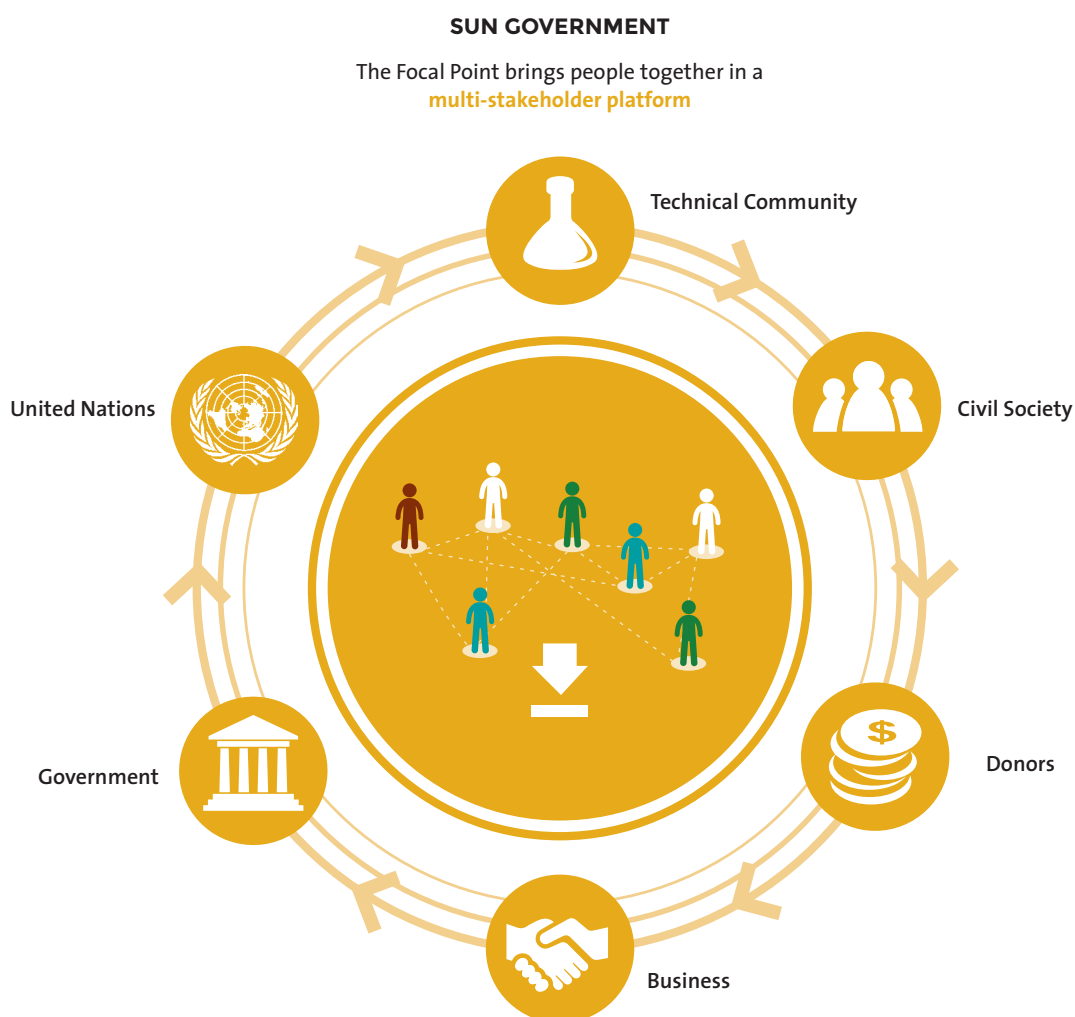 SUN GOVERNMENT
The Focal Point brings people together in a
multi-stakeholder platform
Technical Community
United Nations
Civil Society
$
Government
Donors
Business